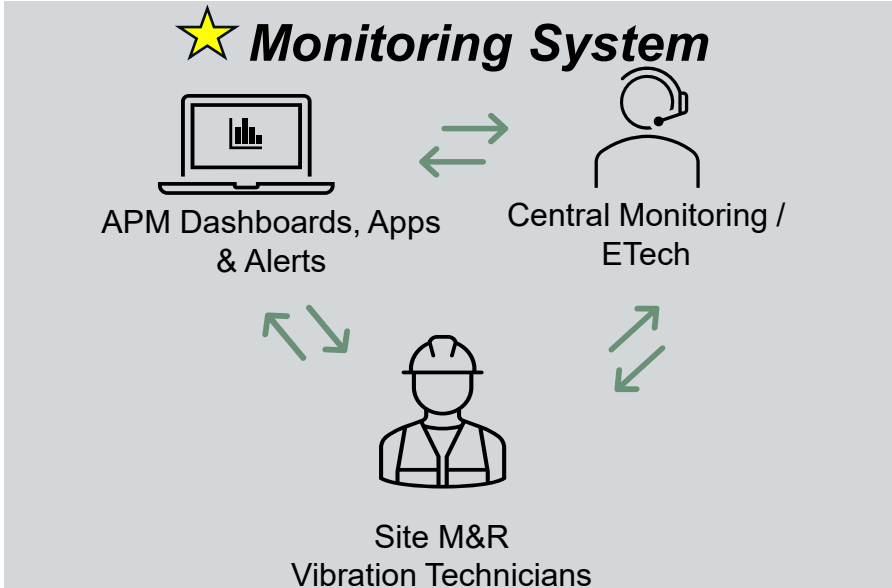 Monitoring System
APM Dashboards, Apps
& Alerts
Central Monitoring /
ETech
Site M&R
Vibration Technicians